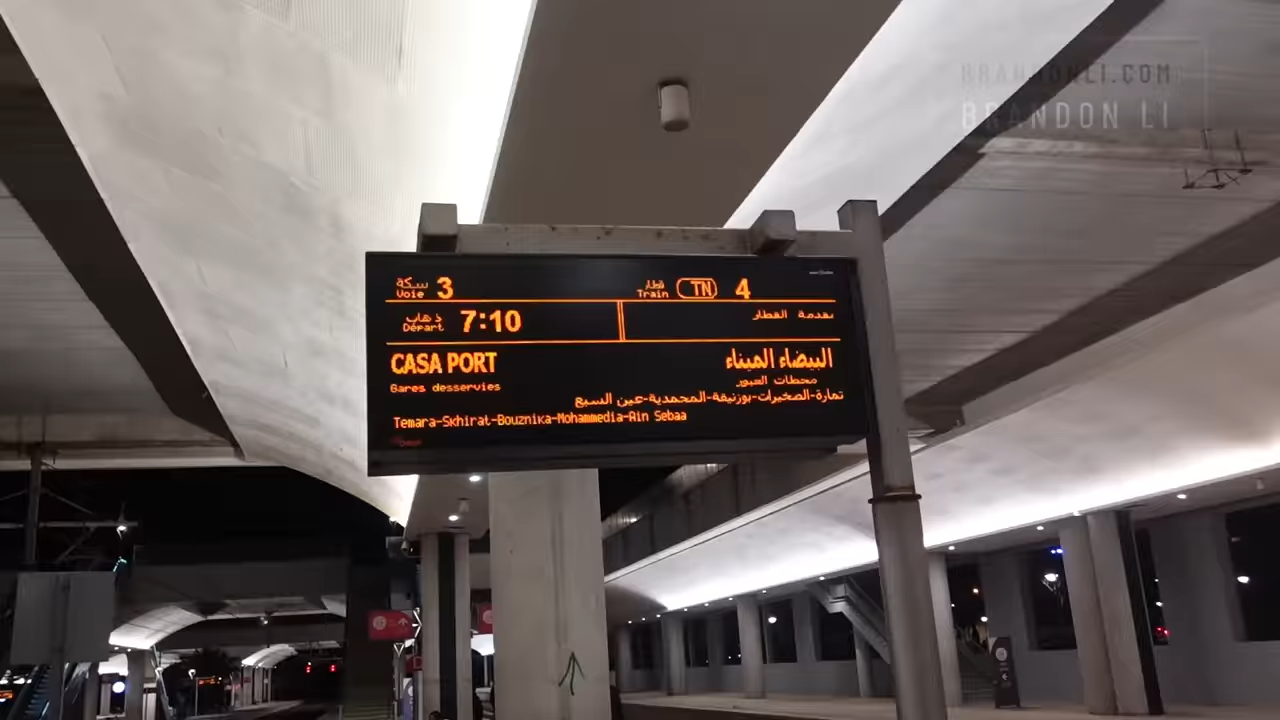 BRANDONLI.COM
BRANDON LI
سكة
Voie 3
قطار
Train TN 4
ذهاب
Départ 7:10
مقدمة القطار
CASA PORT
البيضاء الميناء
Gares desservies
محطات العبور
تمارة-الصخيرات-بوزنيقة-المحمدية-عين السبع
Temara-Skhirat-Bouznika-Mohammedia-Ain Sebaa